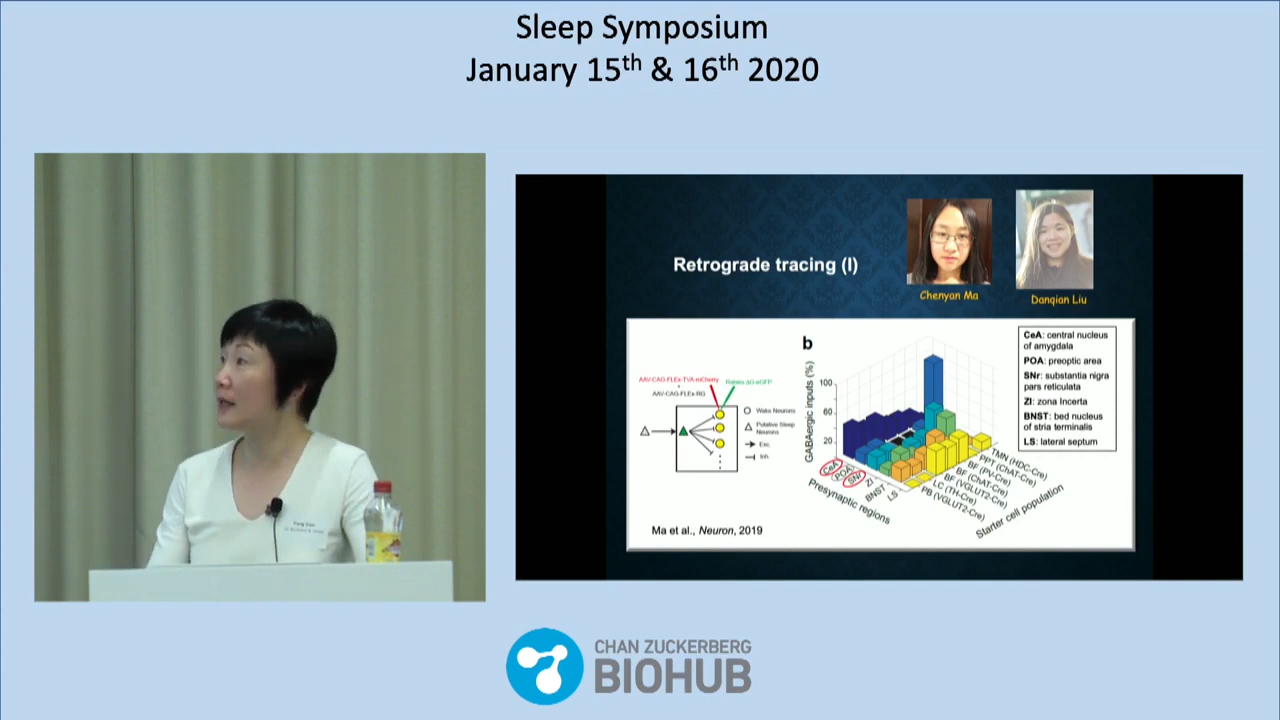 Sleep Symposium
January 15th & 16th 2020
Retrograde tracing (I)
Chenyan Ma
Danqian Liu
AAV-CAG-FLEx-TVA-mCherry
+
AAV-CAG-FLEx-RG
Rabies ΔG-eGFP
Wake Neurons
Putative Sleep
Neurons
Exc.
Inh.
b
GABAergic inputs (%)
100
60
20
CeA
POA
SNr
ZI
BNST
LS
Presynaptic regions
TMN (HDC-Cre)
PPT (ChAT-Cre)
BF (PV-Cre)
BF (ChAT-Cre)
BF (VGLUT2-Cre)
LC (TH-Cre)
PB (VGLUT2-Cre)
Starter cell population
CeA: central nucleus
of amygdala
POA: preoptic area
SNr: substantia nigra
pars reticulata
ZI: zona Incerta
BNST: bed nucleus
of stria terminalis
LS: lateral septum
Ma et al., Neuron, 2019
CHAN ZUCKERBERG
BIOHUB